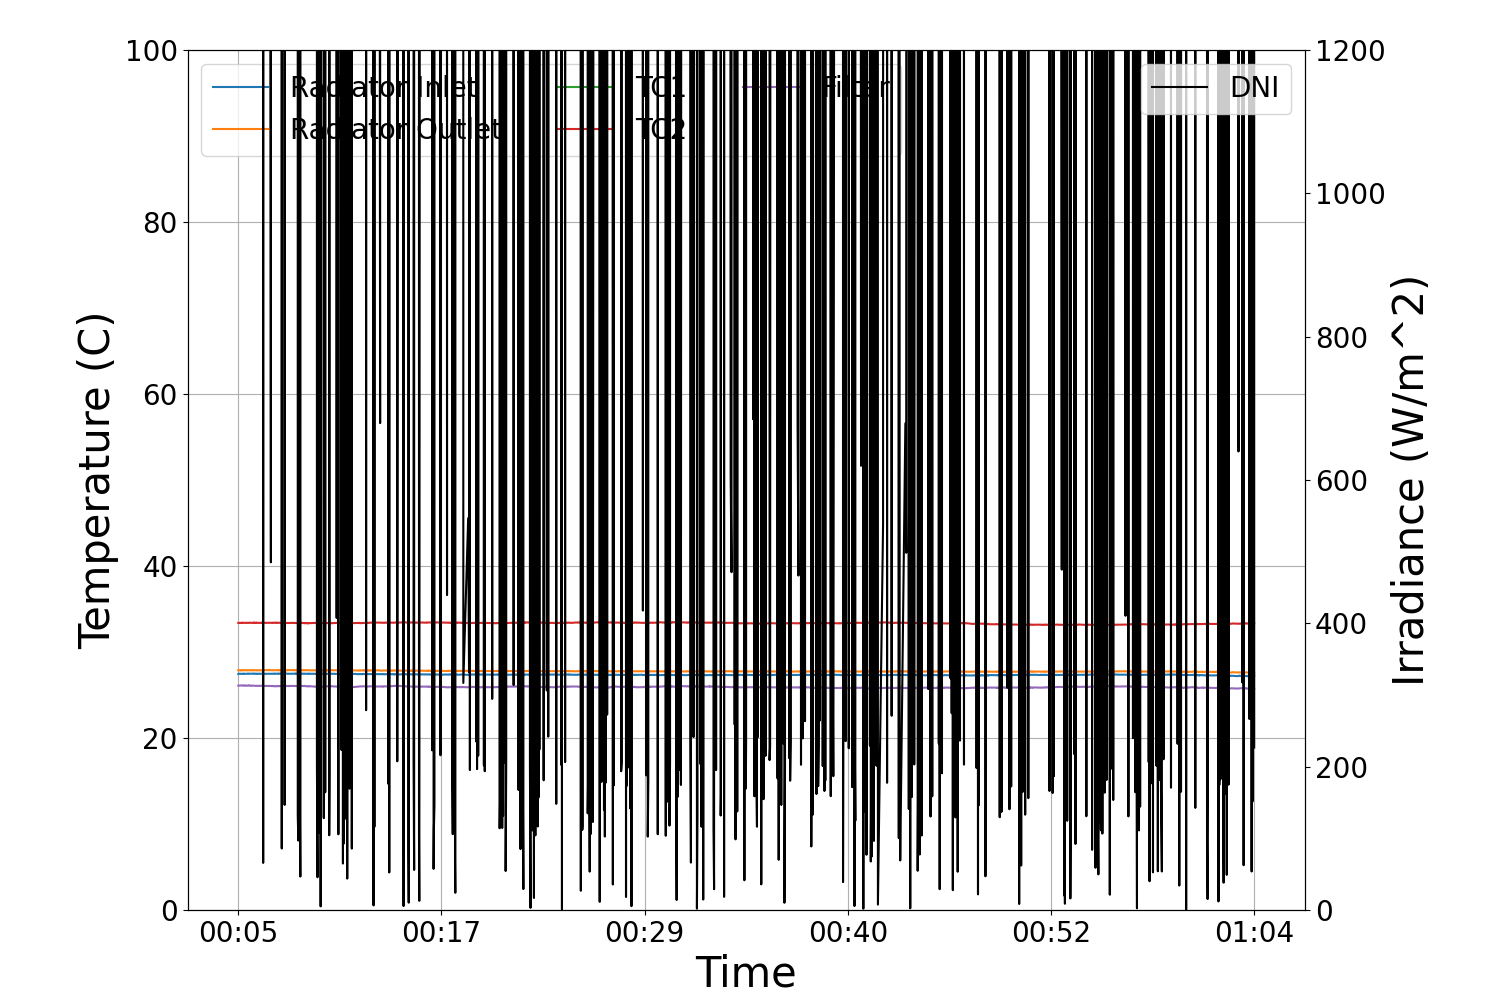 100
80
60
40
20
0
Temperature (C)
Radiator Inlet
Radiator Outlet
TC1
TC2
Filter
DNI
1200
1000
800
600
400
200
0
Irradiance (W/m^2)
00:05 00:17 00:29 00:40 00:52 01:04
Time